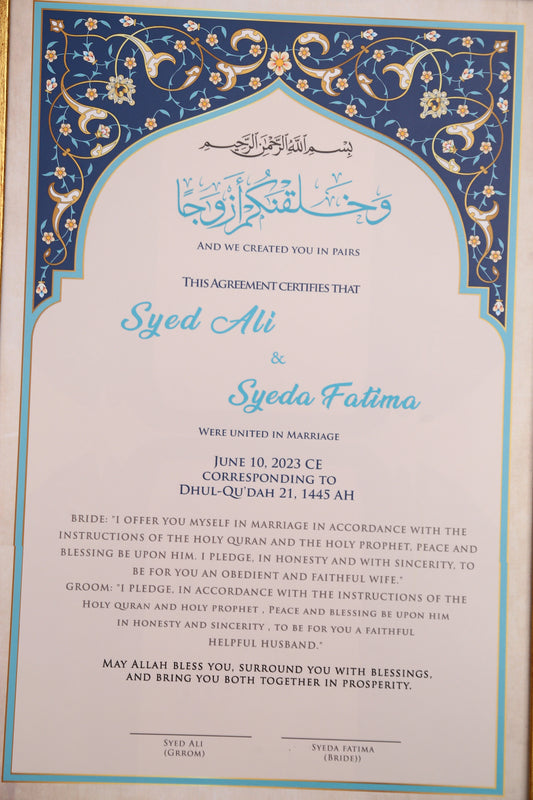 بِسْمِ اللهِ الرَّحْمٰنِ الرَّحِيْمِ
وَخَلَقْنَكُمْ أَزْوَجًا
AND WE CREATED YOU IN PAIRS
THIS AGREEMENT CERTIFIES THAT
Syed Ali
&
Syeda Fatima
WERE UNITED IN MARRIAGE
JUNE 10, 2023 CE
CORRESPONDING TO
DHUL-QU'DAH 21, 1445 AH
BRIDE: "I OFFER YOU MYSELF IN MARRIAGE IN ACCORDANCE WITH THE
INSTRUCTIONS OF THE HOLY QURAN AND THE HOLY PROPHET, PEACE AND
BLESSING BE UPON HIM. I PLEDGE, IN HONESTY AND WITH SINCERITY, TO
BE FOR YOU AN OBEDIENT AND FAITHFUL WIFE."
GROOM: "I PLEDGE, IN ACCORDANCE WITH THE INSTRUCTIONS OF THE
HOLY QURAN AND HOLY PROPHET , PEACE AND BLESSING BE UPON HIM
IN HONESTY AND SINCERITY , TO BE FOR YOU A FAITHFUL
HELPFUL HUSBAND."
MAY ALLAH BLESS YOU, SURROUND YOU WITH BLESSINGS,
AND BRING YOU BOTH TOGETHER IN PROSPERITY.
SYED ALI
(GRROM)
SYEDA FATIMA
(BRIDE))